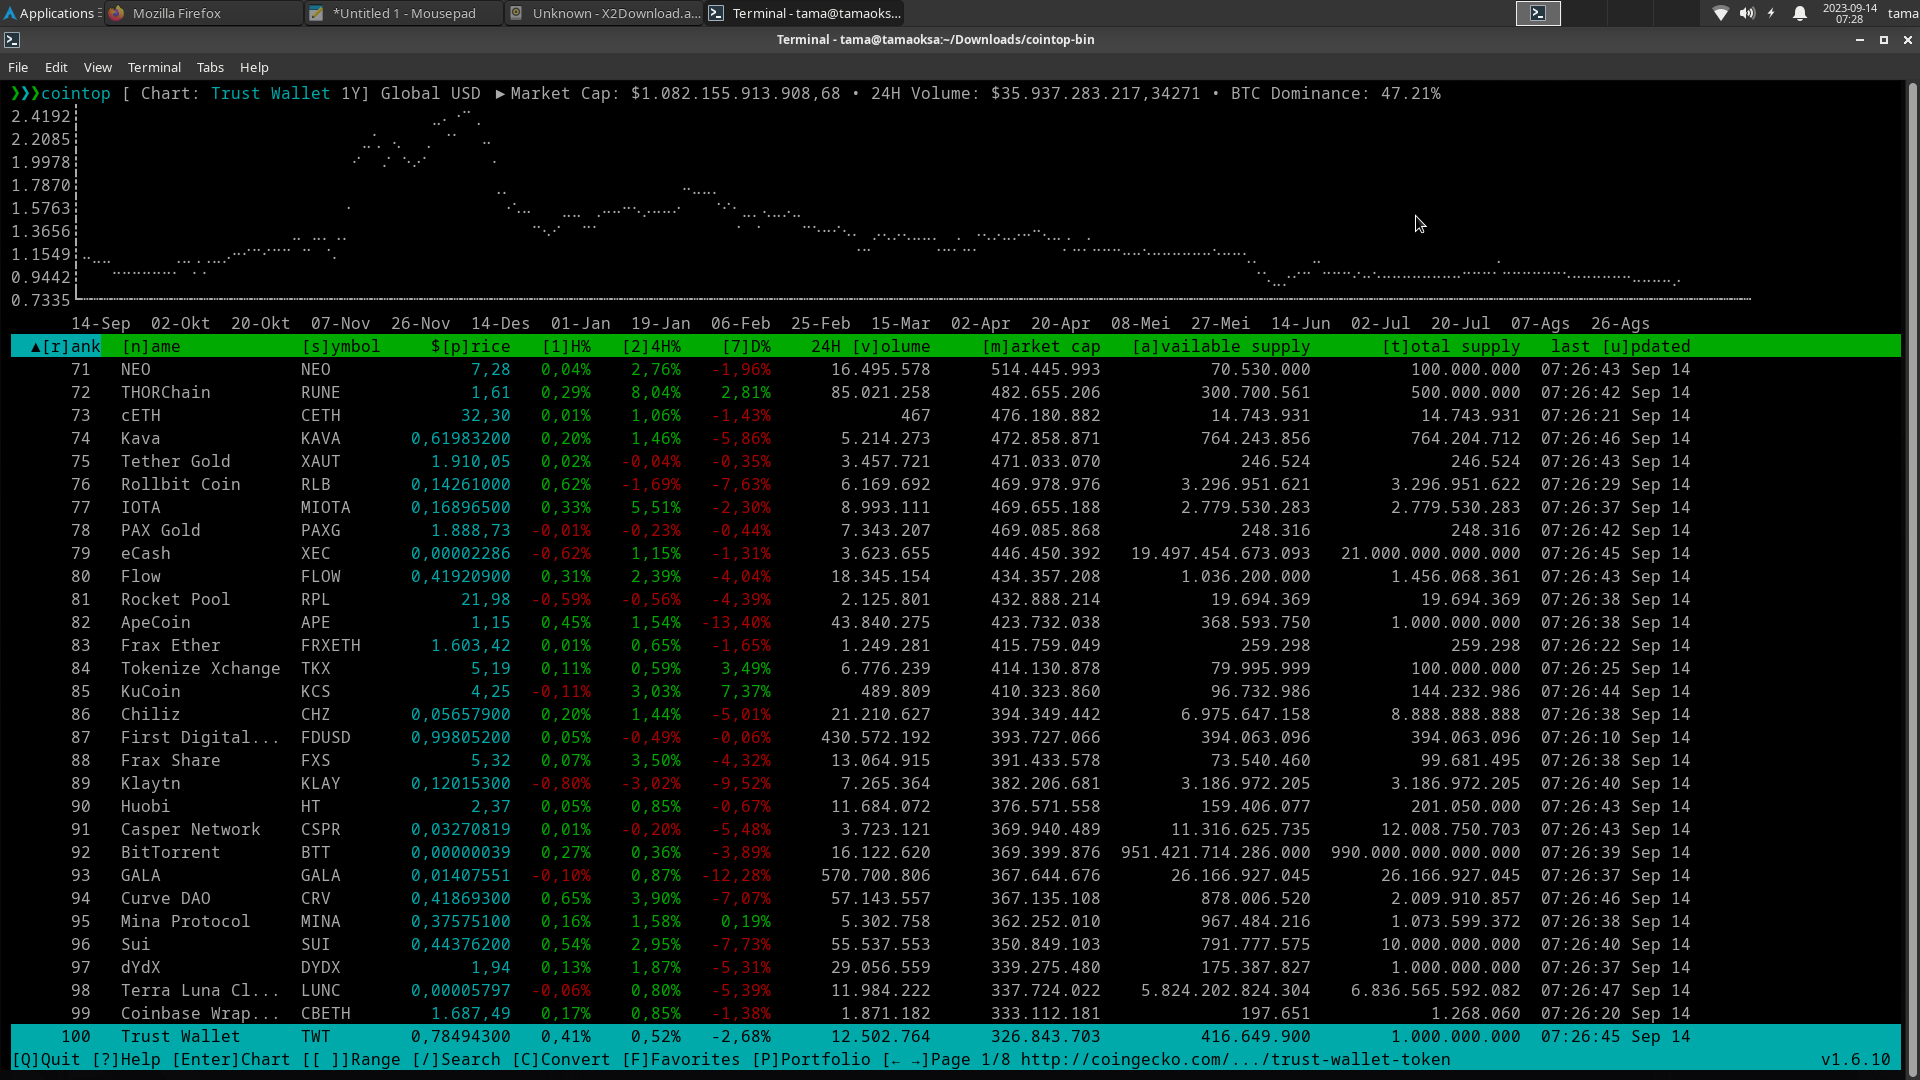 Applications Mozilla Firefox *Untitled 1 - Mousepad Unknown - X2Download.a... Terminal - tama@tamaoks... 2023-09-14 07:28 tama
Terminal - tama@tamaoksa:~/Downloads/cointop-bin
File Edit View Terminal Tabs Help
❯❯❯cointop [ Chart: Trust Wallet 1Y] Global USD ▶Market Cap: $1.082.155.913.908,68 • 24H Volume: $35.937.283.217,34271 • BTC Dominance: 47.21%
2.4192
2.2085
1.9978
1.7870
1.5763
1.3656
1.1549
0.9442
0.7335
14-Sep 02-Okt 20-Okt 07-Nov 26-Nov 14-Des 01-Jan 19-Jan 06-Feb 25-Feb 15-Mar 02-Apr 20-Apr 08-Mei 27-Mei 14-Jun 02-Jul 20-Jul 07-Ags 26-Ags
▲[r]ank [n]ame [s]ymbol $[p]rice [1]H% [2]4H% [7]D% 24H [v]olume [m]arket cap [a]vailable supply [t]otal supply last [u]pdated
71 NEO NEO 7,28 0,04% 2,76% -1,96% 16.495.578 514.445.993 70.530.000 100.000.000 07:26:43 Sep 14
72 THORChain RUNE 1,61 0,29% 8,04% 2,81% 85.021.258 482.655.206 300.700.561 500.000.000 07:26:42 Sep 14
73 cETH CETH 32,30 0,01% 1,06% -1,43% 467 476.180.882 14.743.931 14.743.931 07:26:21 Sep 14
74 Kava KAVA 0,61983200 0,20% 1,46% -5,86% 5.214.273 472.858.871 764.243.856 764.204.712 07:26:46 Sep 14
75 Tether Gold XAUT 1.910,05 0,02% -0,04% -0,35% 3.457.721 471.033.070 246.524 246.524 07:26:43 Sep 14
76 Rollbit Coin RLB 0,14261000 0,62% -1,69% -7,63% 6.169.692 469.978.976 3.296.951.621 3.296.951.622 07:26:29 Sep 14
77 IOTA MIOTA 0,16896500 0,33% 5,51% -2,30% 8.993.111 469.655.188 2.779.530.283 2.779.530.283 07:26:37 Sep 14
78 PAX Gold PAXG 1.888,73 -0,01% -0,23% -0,44% 7.343.207 469.085.868 248.316 248.316 07:26:42 Sep 14
79 eCash XEC 0,00002286 -0,62% 1,15% -1,31% 3.623.655 446.450.392 19.497.454.673.093 21.000.000.000.000 07:26:45 Sep 14
80 Flow FLOW 0,41920900 0,31% 2,39% -4,04% 18.345.154 434.357.208 1.036.200.000 1.456.068.361 07:26:43 Sep 14
81 Rocket Pool RPL 21,98 -0,59% -0,56% -4,39% 2.125.801 432.888.214 19.694.369 19.694.369 07:26:38 Sep 14
82 ApeCoin APE 1,15 0,45% 1,54% -13,40% 43.840.275 423.732.038 368.593.750 1.000.000.000 07:26:38 Sep 14
83 Frax Ether FRXETH 1.603,42 0,01% 0,65% -1,65% 1.249.281 415.759.049 259.298 259.298 07:26:22 Sep 14
84 Tokenize Xchange TKX 5,19 0,11% 0,59% 3,49% 6.776.239 414.130.878 79.995.999 100.000.000 07:26:25 Sep 14
85 KuCoin KCS 4,25 -0,11% 3,03% 7,37% 489.809 410.323.860 96.732.986 144.232.986 07:26:44 Sep 14
86 Chiliz CHZ 0,05657900 0,20% 1,44% -5,01% 21.210.627 394.349.442 6.975.647.158 8.888.888.888 07:26:38 Sep 14
87 First Digital... FDUSD 0,99805200 0,05% -0,49% -0,06% 430.572.192 393.727.066 394.063.096 394.063.096 07:26:10 Sep 14
88 Frax Share FXS 5,32 0,07% 3,50% -4,32% 13.064.915 391.433.578 73.540.460 99.681.495 07:26:38 Sep 14
89 Klaytn KLAY 0,12015300 -0,80% -3,02% -9,52% 7.265.364 382.206.681 3.186.972.205 3.186.972.205 07:26:40 Sep 14
90 Huobi HT 2,37 0,05% 0,85% -0,67% 11.684.072 376.571.558 159.406.077 201.050.000 07:26:43 Sep 14
91 Casper Network CSPR 0,03270819 0,01% -0,20% -5,48% 3.723.121 369.940.489 11.316.625.735 12.008.750.703 07:26:43 Sep 14
92 BitTorrent BTT 0,00000039 0,27% 0,36% -3,89% 16.122.620 369.399.876 951.421.714.286.000 990.000.000.000.000 07:26:39 Sep 14
93 GALA GALA 0,01407551 -0,10% 0,87% -12,28% 570.700.806 367.644.676 26.166.927.045 26.166.927.045 07:26:37 Sep 14
94 Curve DAO CRV 0,41869300 0,65% 3,90% -7,07% 57.143.557 367.135.108 878.006.520 2.009.910.857 07:26:46 Sep 14
95 Mina Protocol MINA 0,37575100 0,16% 1,58% 0,19% 5.302.758 362.252.010 967.484.216 1.073.599.372 07:26:38 Sep 14
96 Sui SUI 0,44376200 0,54% 2,95% -7,73% 55.537.553 350.849.103 791.777.575 10.000.000.000 07:26:40 Sep 14
97 dYdX DYDX 1,94 0,13% 1,87% -5,31% 29.056.559 339.275.480 175.387.827 1.000.000.000 07:26:37 Sep 14
98 Terra Luna Cl... LUNC 0,00005797 -0,06% 0,80% -5,39% 11.984.222 337.724.022 5.824.202.824.304 6.836.565.592.082 07:26:47 Sep 14
99 Coinbase Wrap... CBETH 1.687,49 0,17% 0,85% -1,38% 1.871.182 333.112.181 197.651 1.268.060 07:26:20 Sep 14
100 Trust Wallet TWT 0,78494300 0,41% 0,52% -2,68% 12.502.764 326.843.703 416.649.900 1.000.000.000 07:26:45 Sep 14
[Q]Quit [?]Help [Enter]Chart [[ ]]Range [/]Search [C]Convert [F]Favorites [P]Portfolio [← →]Page 1/8 http://coingecko.com/.../trust-wallet-token v1.6.10